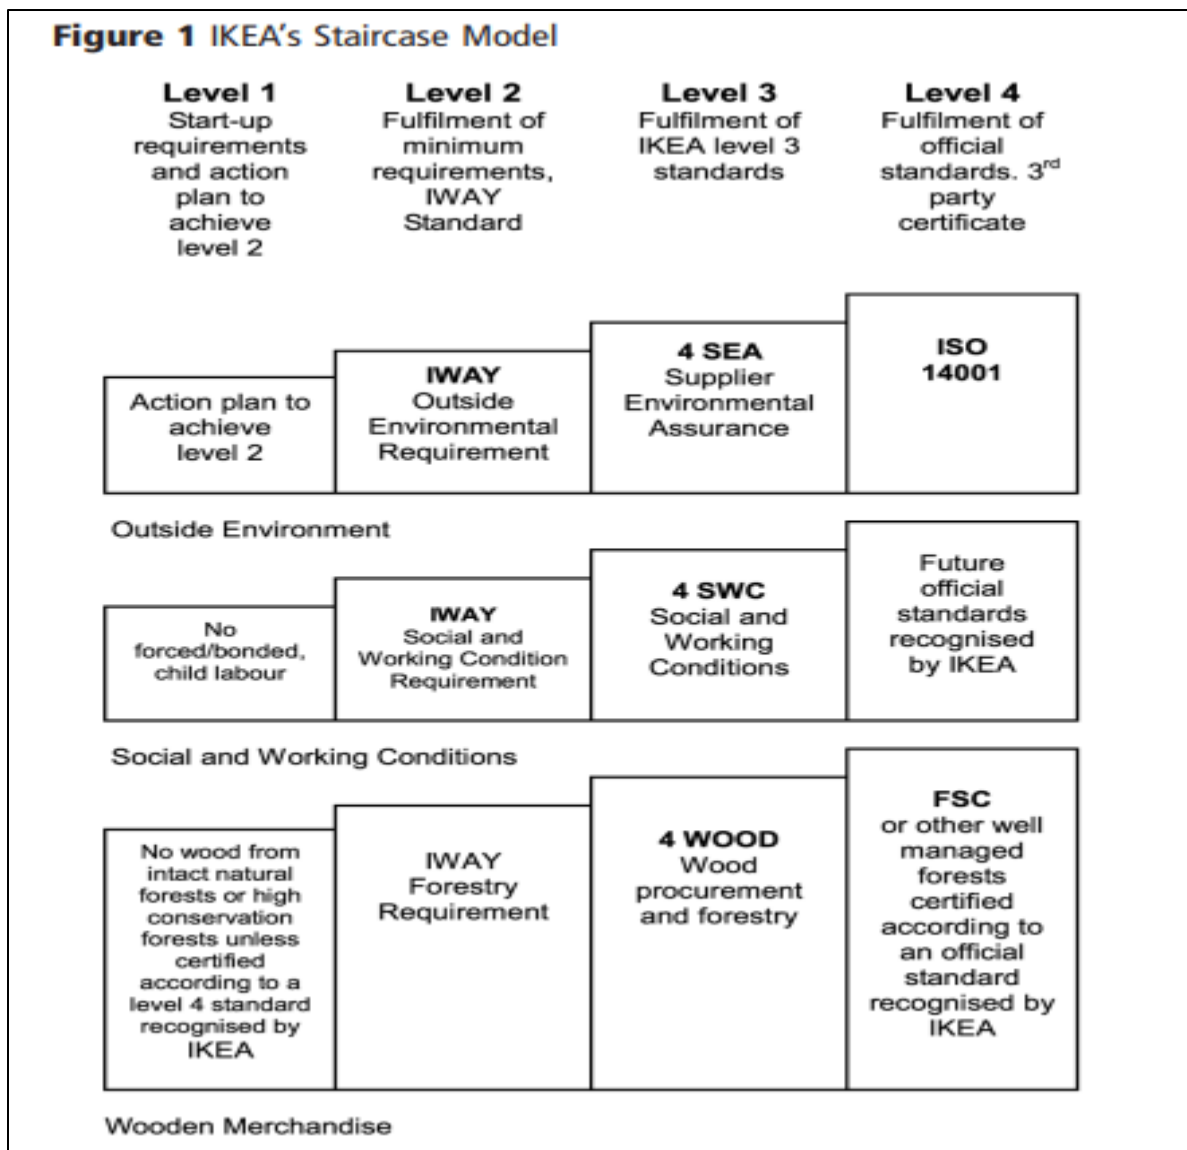 Figure 1 IKEA's Staircase Model
Level 1
Start-up
requirements
and action
plan to
achieve
level 2
Level 2
Fulfilment of
minimum
requirements,
IWAY
Standard
Level 3
Fulfilment of
IKEA level 3
standards
Level 4
Fulfilment of
official
standards. 3rd
party
certificate
Action plan to
achieve
level 2
IWAY
Outside
Environmental
Requirement
4 SEA
Supplier
Environmental
Assurance
ISO
14001
Outside Environment
No
forced/bonded,
child labour
IWAY
Social and
Working Condition
Requirement
4 SWC
Social and
Working
Conditions
Future
official
standards
recognised
by IKEA
Social and Working Conditions
No wood from
intact natural
forests or high
conservation
forests unless
certified
according to a
level 4 standard
recognised by
IKEA
IWAY
Forestry
Requirement
4 WOOD
Wood
procurement
and forestry
FSC
or other well
managed
forests
certified
according to
an official
standard
recognised by
IKEA
Wooden Merchandise